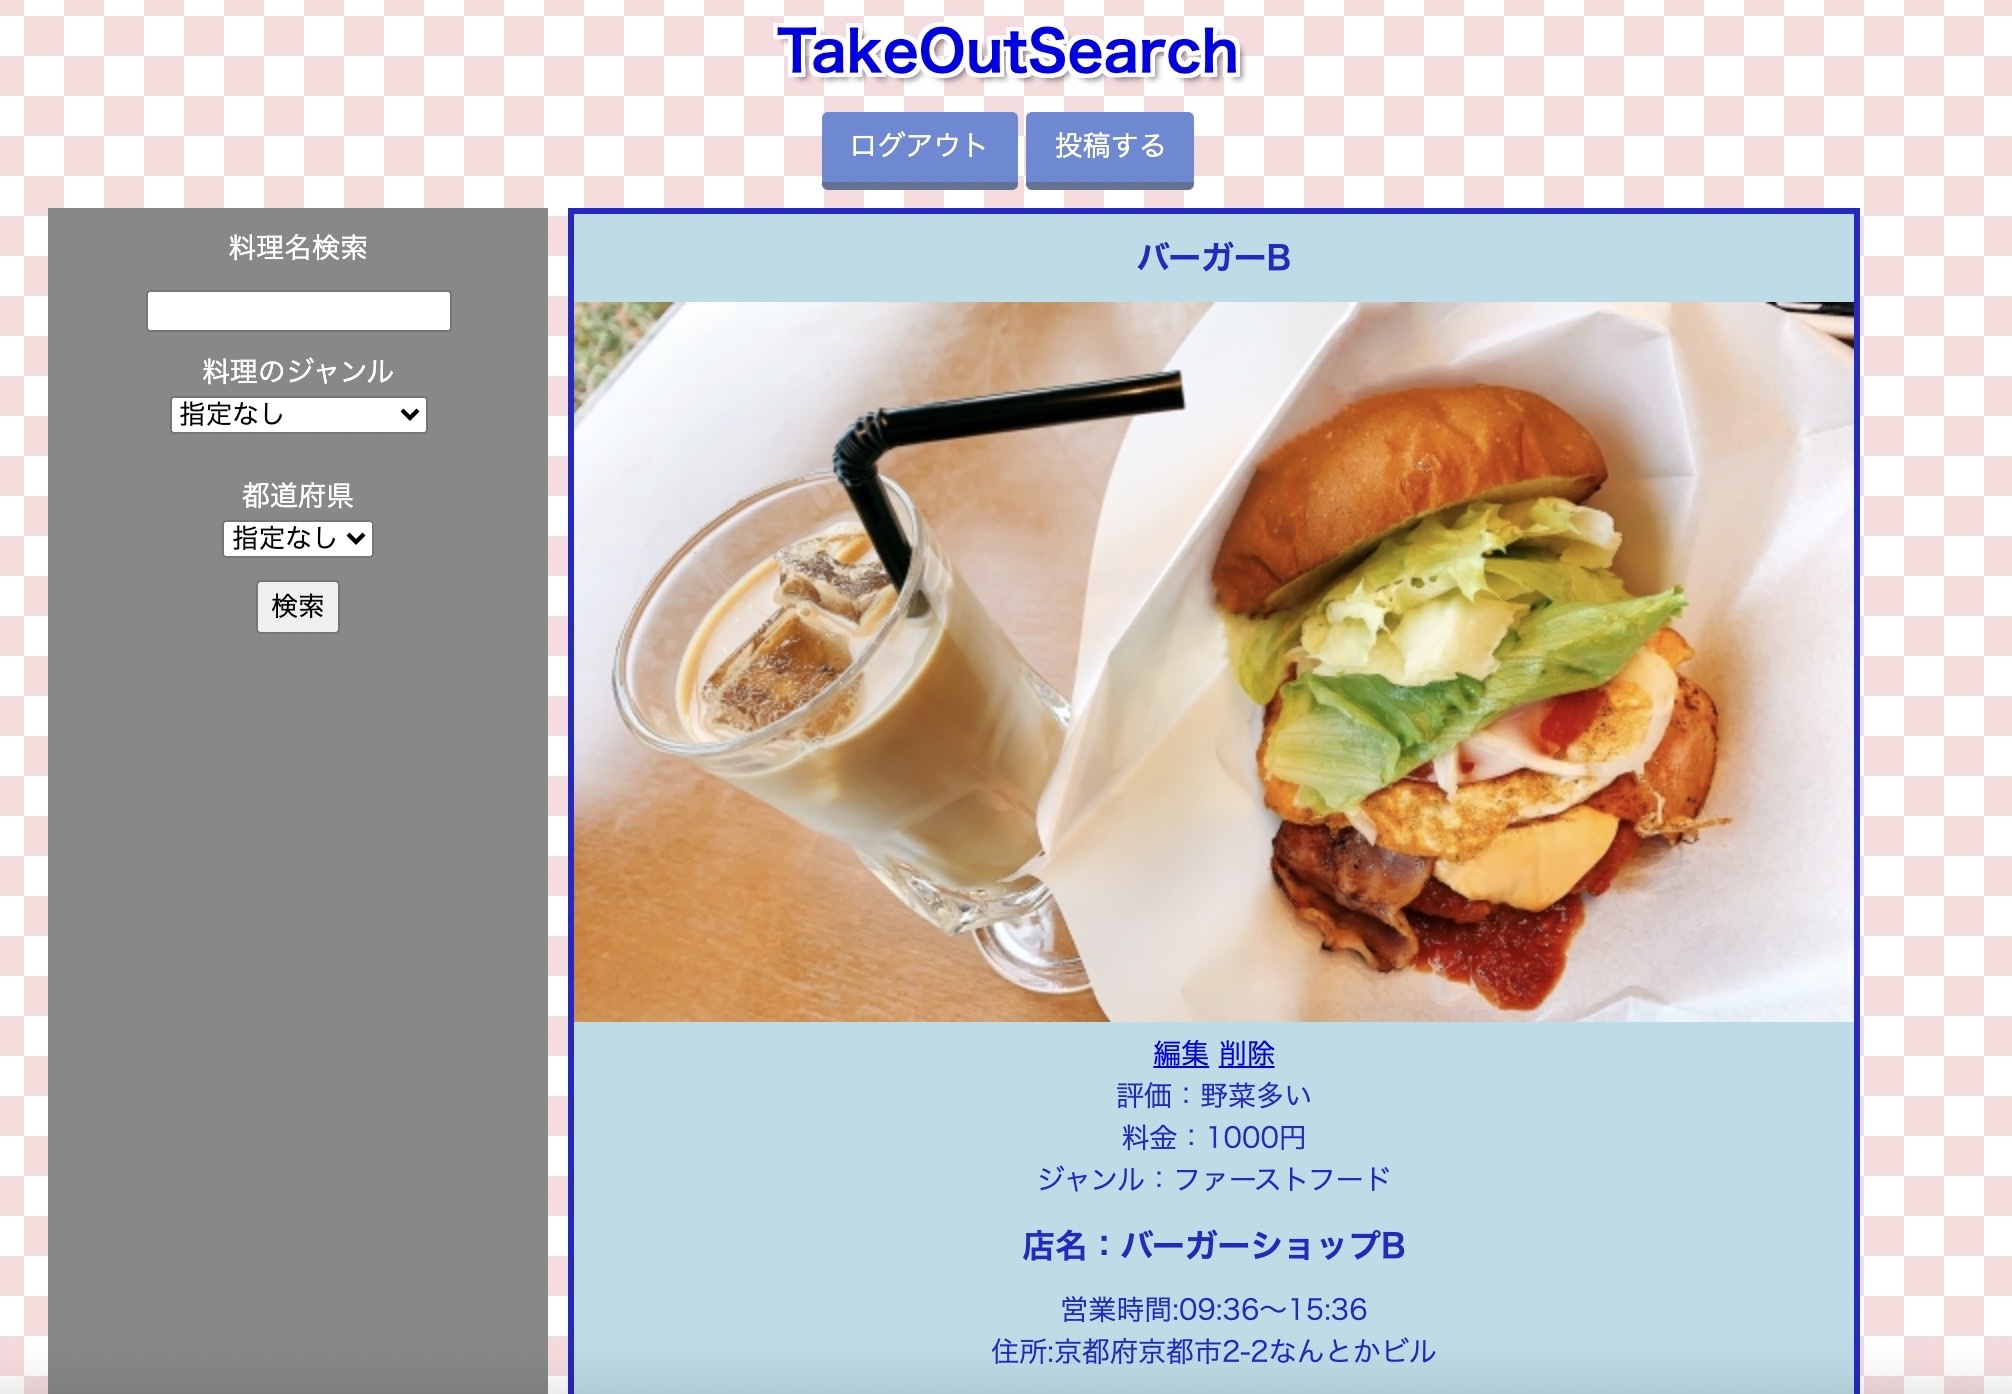 TakeOutSearch
ログアウト 投稿する
料理名検索
料理のジャンル
指定なし
都道府県
指定なし
検索
バーガーB
編集 削除
評価：野菜多い
料金：1000円
ジャンル：ファーストフード
店名：バーガーショップB
営業時間:09:36〜15:36
住所:京都府京都市2-2なんとかビル